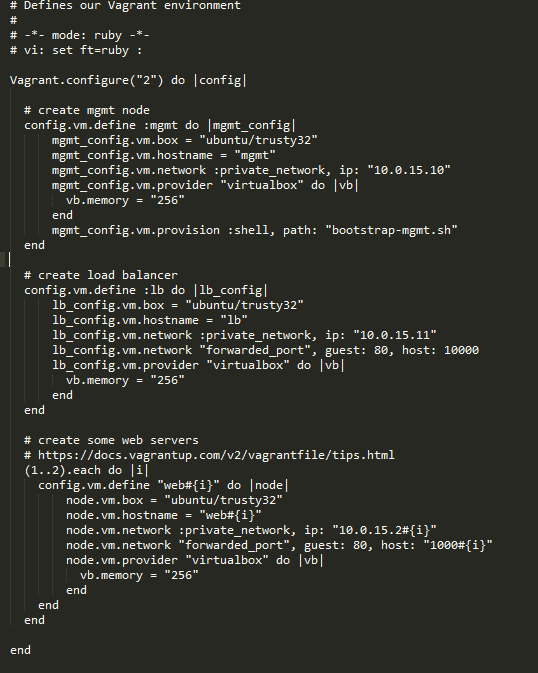 # Defines our Vagrant environment
#
# -*- mode: ruby -*-
# vi: set ft=ruby :
Vagrant.configure("2") do |config|
# create mgmt node
config.vm.define :mgmt do |mgmt_config|
mgmt_config.vm.box = "ubuntu/trusty32"
mgmt_config.vm.hostname = "mgmt"
mgmt_config.vm.network :private_network, ip: "10.0.15.10"
mgmt_config.vm.provider "virtualbox" do |vb|
vb.memory = "256"
end
mgmt_config.vm.provision :shell, path: "bootstrap-mgmt.sh"
end
# create load balancer
config.vm.define :lb do |lb_config|
lb_config.vm.box = "ubuntu/trusty32"
lb_config.vm.hostname = "lb"
lb_config.vm.network :private_network, ip: "10.0.15.11"
lb_config.vm.network "forwarded_port", guest: 80, host: 10000
lb_config.vm.provider "virtualbox" do |vb|
vb.memory = "256"
end
end
# create some web servers
# https://docs.vagrantup.com/v2/vagrantfile/tips.html
(1..2).each do |i|
config.vm.define "web#{i}" do |node|
node.vm.box = "ubuntu/trusty32"
node.vm.hostname = "web#{i}"
node.vm.network :private_network, ip: "10.0.15.2#{i}"
node.vm.network "forwarded_port", guest: 80, host: "1000#{i}"
node.vm.provider "virtualbox" do |vb|
vb.memory = "256"
end
end
end
end